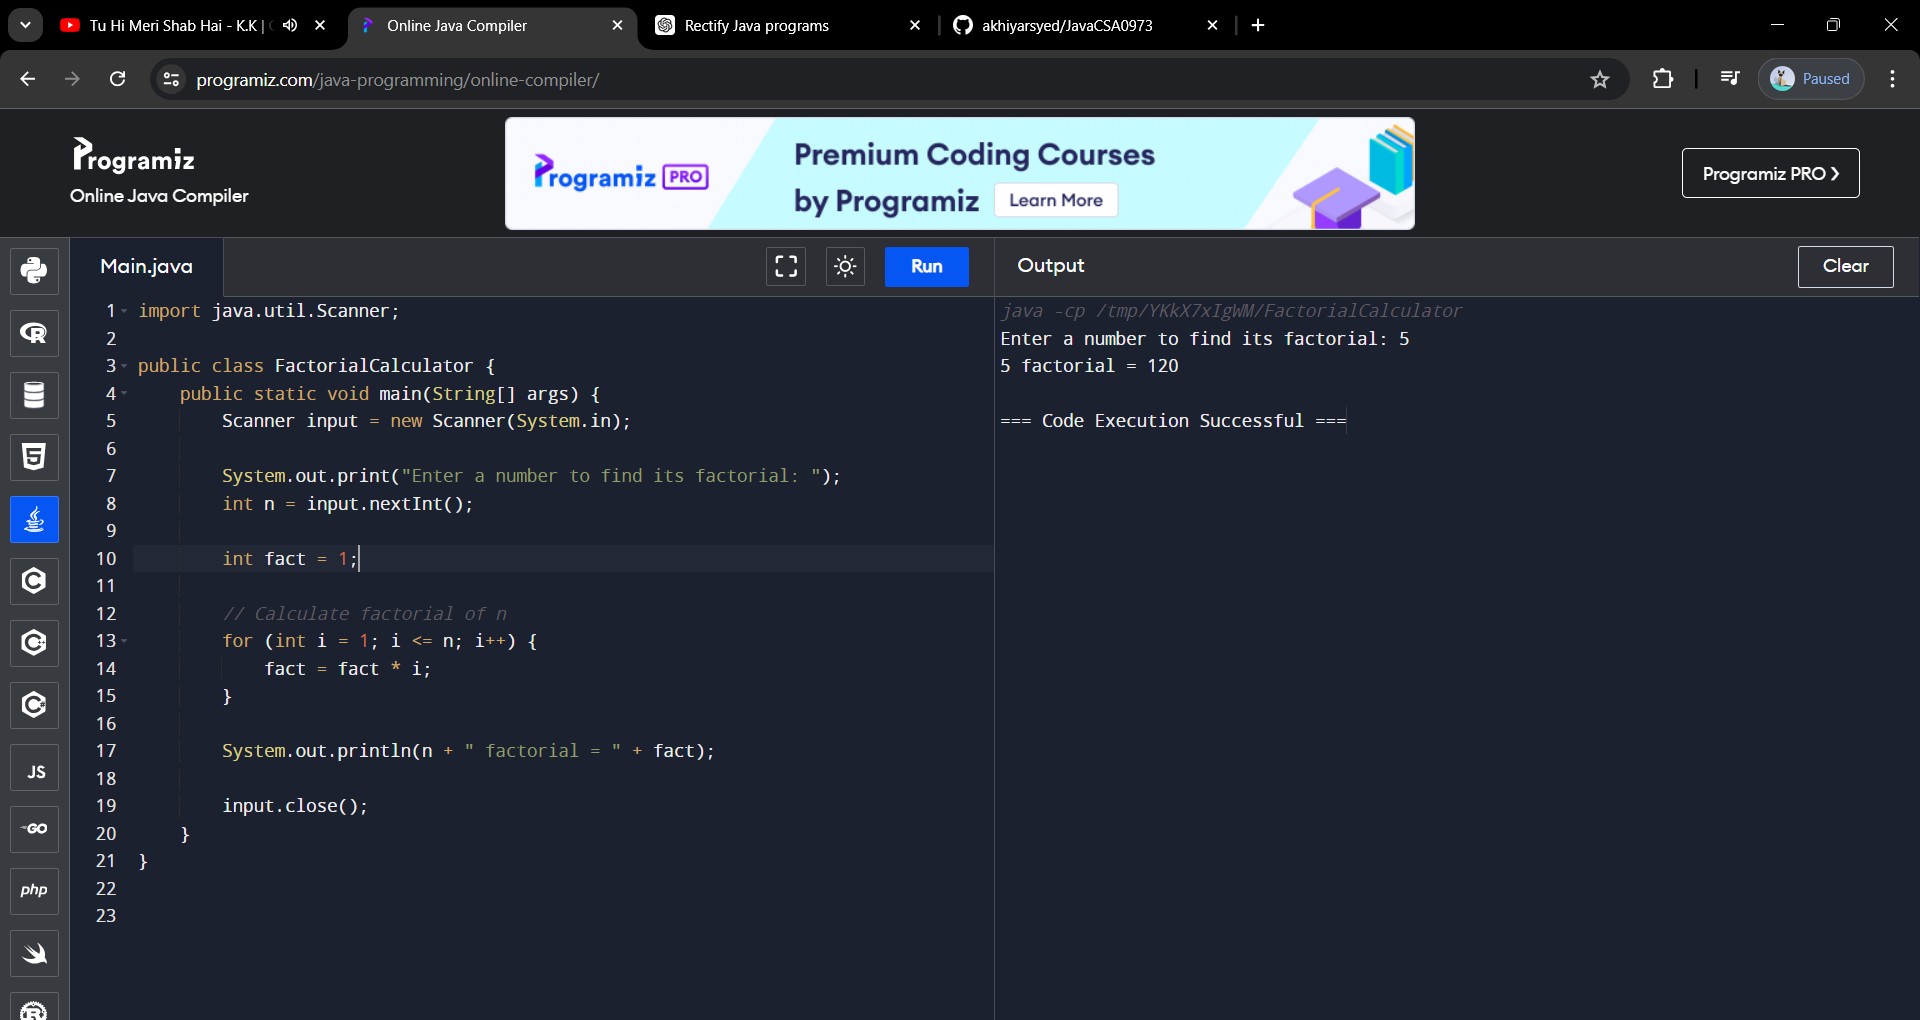 Tu Hi Meri Shab Hai - K.K |
Online Java Compiler
Rectify Java programs
akhiyarsyed/JavaCSA0973
programiz.com/java-programming/online-compiler/
Paused
Programiz
Online Java Compiler
Programiz PRO
Premium Coding Courses
by Programiz
Learn More
Programiz PRO ❯
Main.java
Run
Output
Clear
1 import java.util.Scanner;
2
3 public class FactorialCalculator {
4 public static void main(String[] args) {
5 Scanner input = new Scanner(System.in);
6
7 System.out.print("Enter a number to find its factorial: ");
8 int n = input.nextInt();
9
10 int fact = 1;
11
12 // Calculate factorial of n
13 for (int i = 1; i <= n; i++) {
14 fact = fact * i;
15 }
16
17 System.out.println(n + " factorial = " + fact);
18
19 input.close();
20 }
21 }
22
23
java -cp /tmp/YKkX7xIgWM/FactorialCalculator
Enter a number to find its factorial: 5
5 factorial = 120
=== Code Execution Successful ===
R
5
C
C
C
JS
GO
php
R